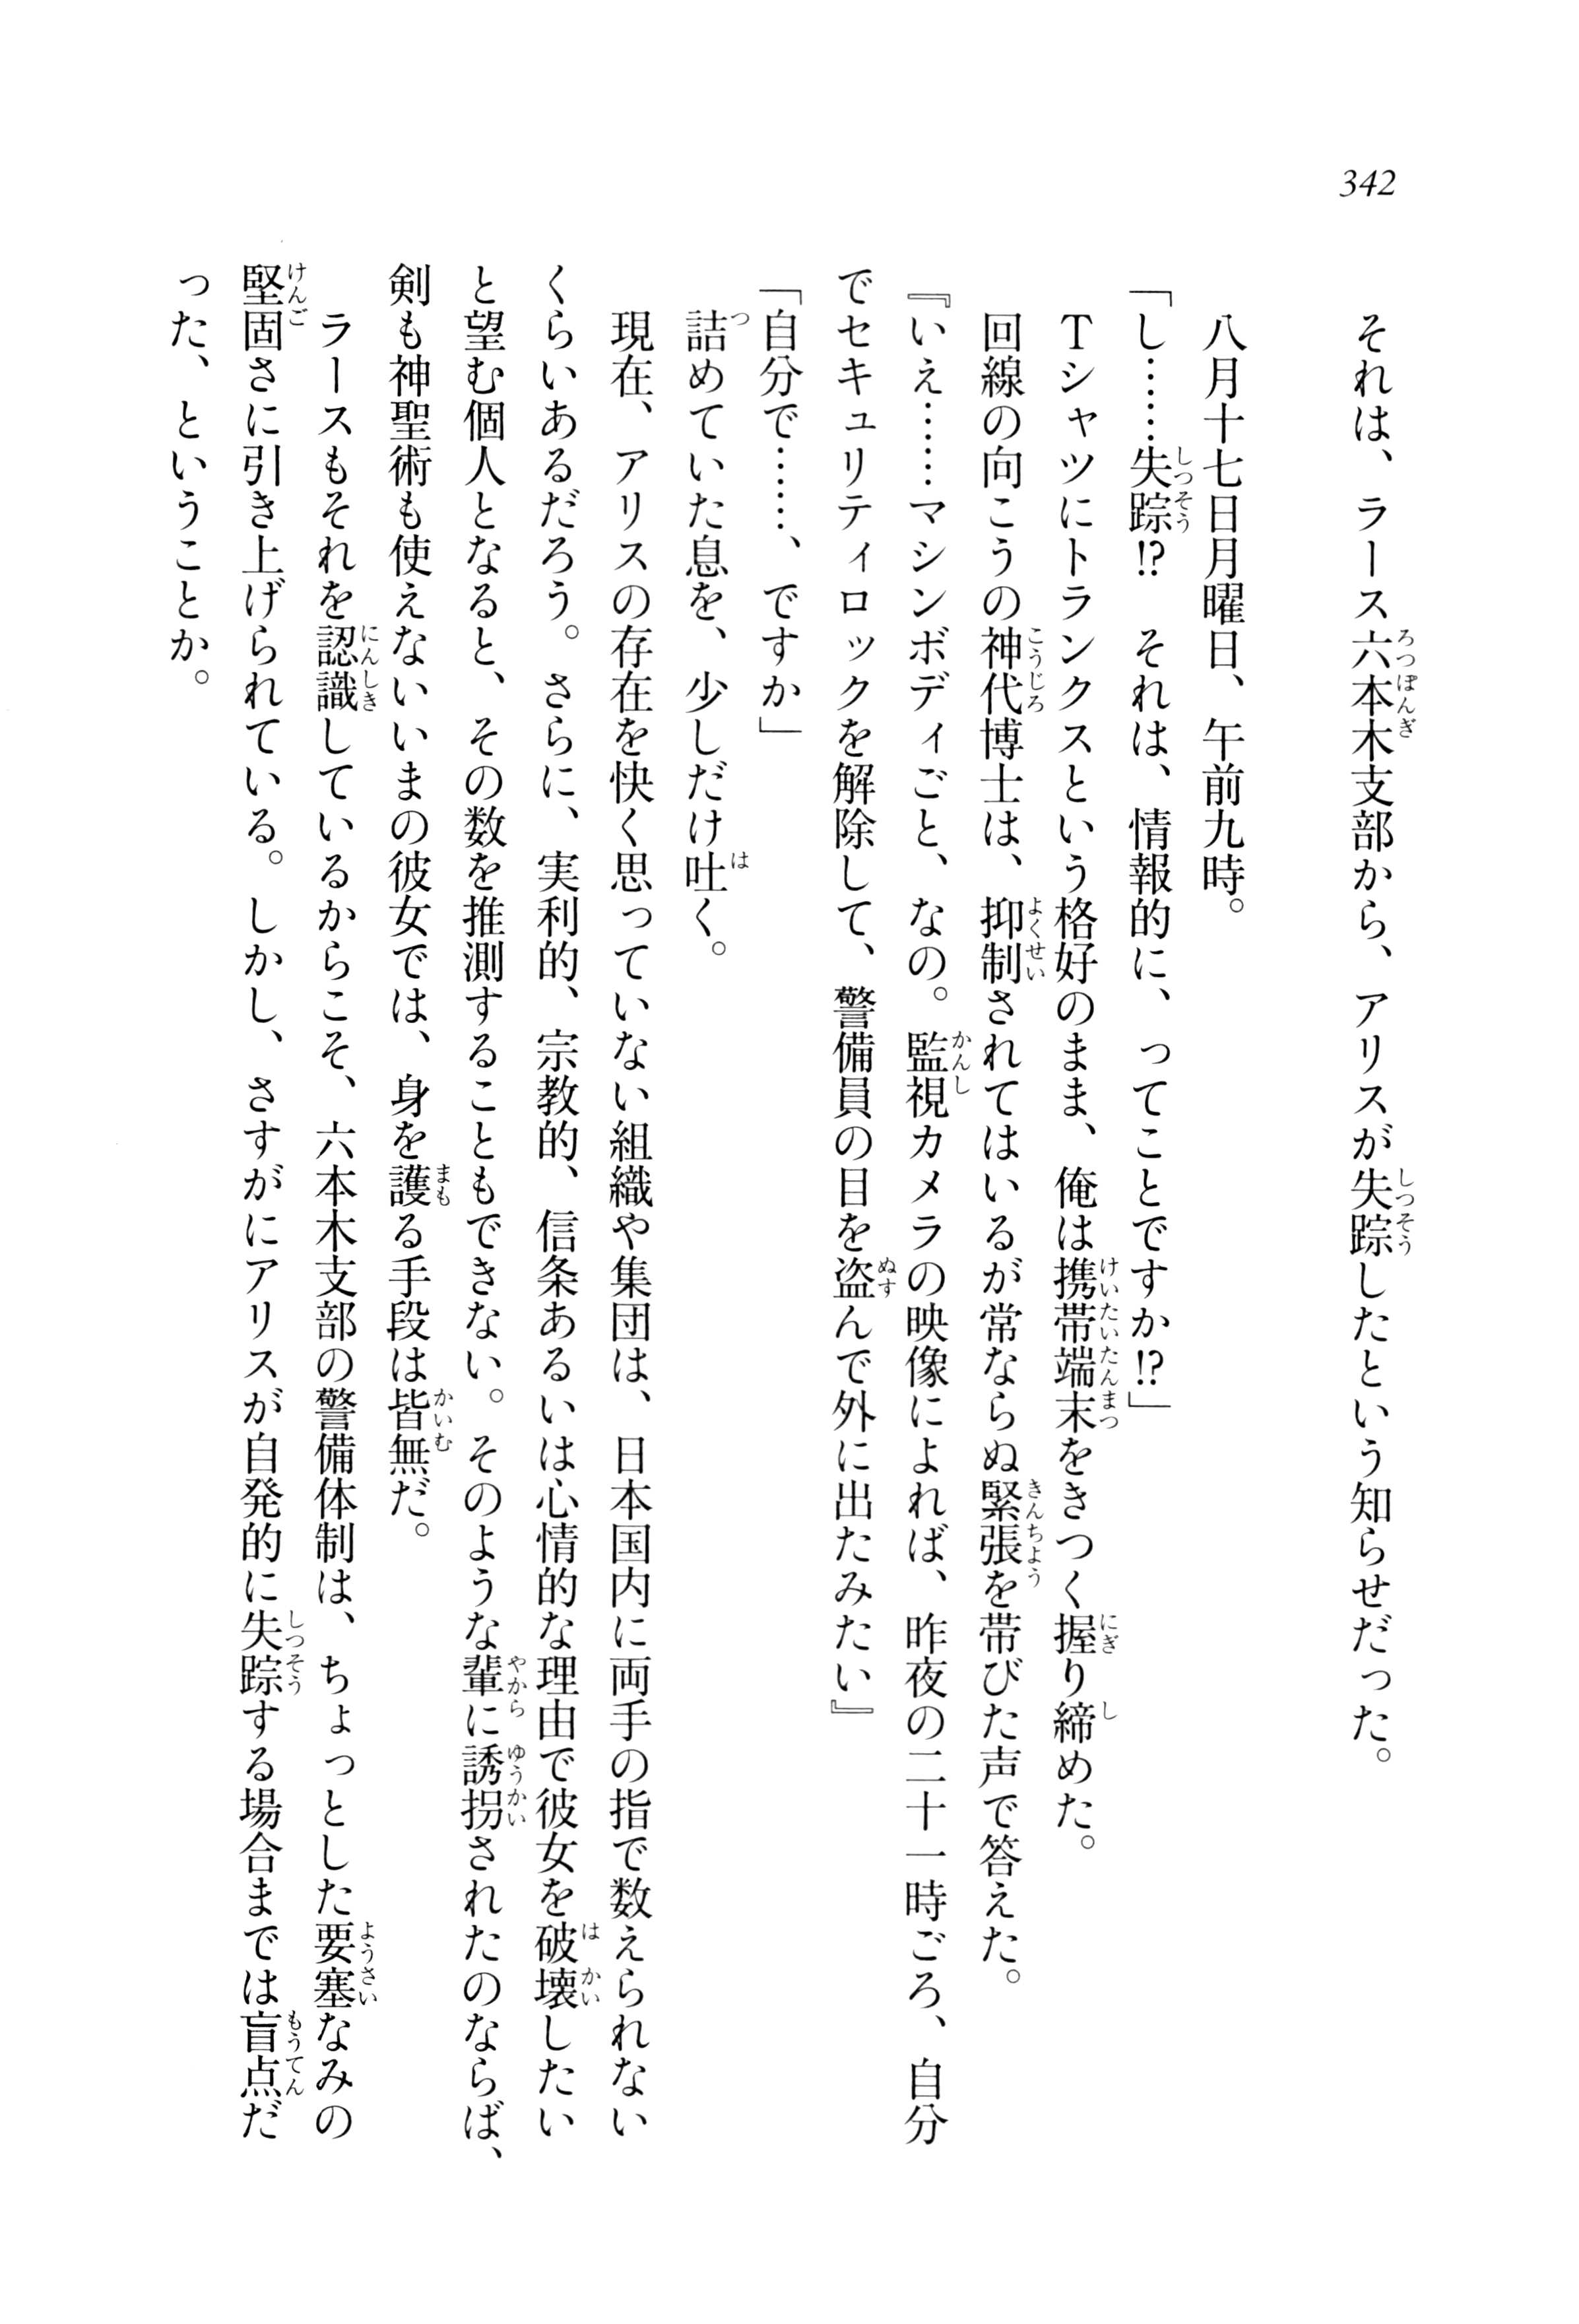 342
それは、ラース六本木支部から、アリスが失踪したという知らせだった。
八月十七日月曜日、午前九時。
「し……失踪!?　それは、情報的に、ってことですか!?」
Tシャツにトランクスという格好のまま、俺は携帯端末をきつく握り締めた。
回線の向こうの神代博士は、抑制されてはいるが常ならぬ緊張を帯びた声で答えた。
『いえ……マシンボディごと、なの。監視カメラの映像によれば、昨夜の二十一時ごろ、自分
でセキュリティロックを解除して、警備員の目を盗んで外に出たみたい』
「自分で……、ですか」
詰めていた息を、少しだけ吐く。
現在、アリスの存在を快く思っていない組織や集団は、日本国内に両手の指で数えられない
くらいあるだろう。さらに、実利的、宗教的、信条あるいは心情的な理由で彼女を破壊したい
と望む個人となると、その数を推測することもできない。そのような輩に誘拐されたのならば、
剣も神聖術も使えないいまの彼女では、身を護る手段は皆無だ。
ラースもそれを認識しているからこそ、六本木支部の警備体制は、ちょっとした要塞なみの
堅固さに引き上げられている。しかし、さすがにアリスが自発的に失踪する場合までは盲点だ
った、ということか。